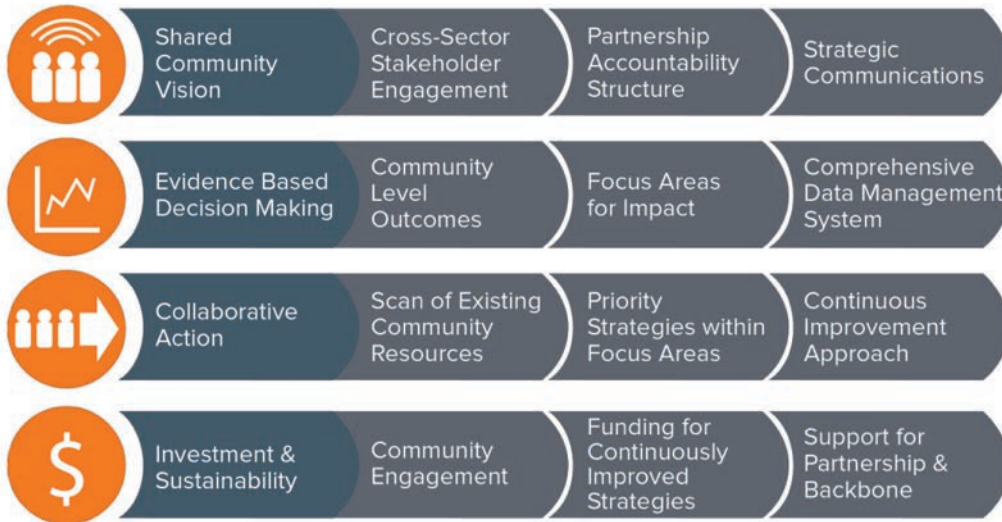 Shared
Community
Vision
Cross-Sector
Stakeholder
Engagement
Partnership
Accountability
Structure
Strategic
Communications
Evidence Based
Decision Making
Community
Level
Outcomes
Focus Areas
for Impact
Comprehensive
Data Management
System
Collaborative
Action
Scan of Existing
Community
Resources
Priority
Strategies within
Focus Areas
Continuous
Improvement
Approach
$
Investment &
Sustainability
Community
Engagement
Funding for
Continuously
Improved
Strategies
Support for
Partnership &
Backbone